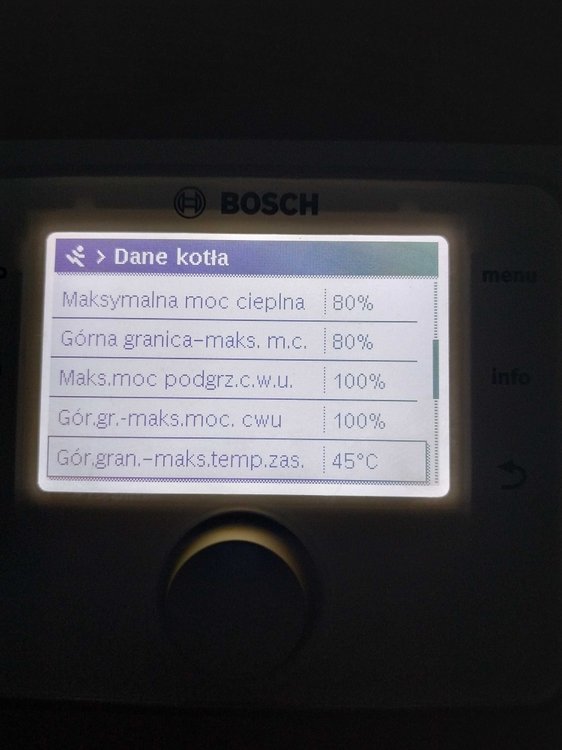 BOSCH
> Dane kotła
menu
Maksymalna moc cieplna 80%
Górna granica-maks. m.c. 80%
Maks.moc podgrz.c.w.u. 100%
info
Gór.gr.-maks.moc. cwu 100%
Gór.gran.-maks.temp.zas. 45°C